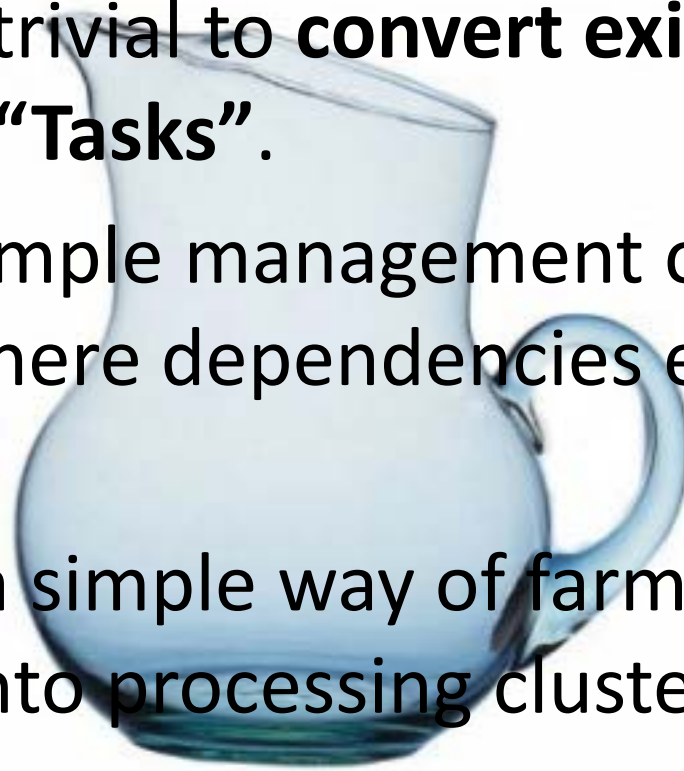 trivial to convert exi
“Tasks”.
mple management
here dependencies e
simple way of farm
nto processing cluste